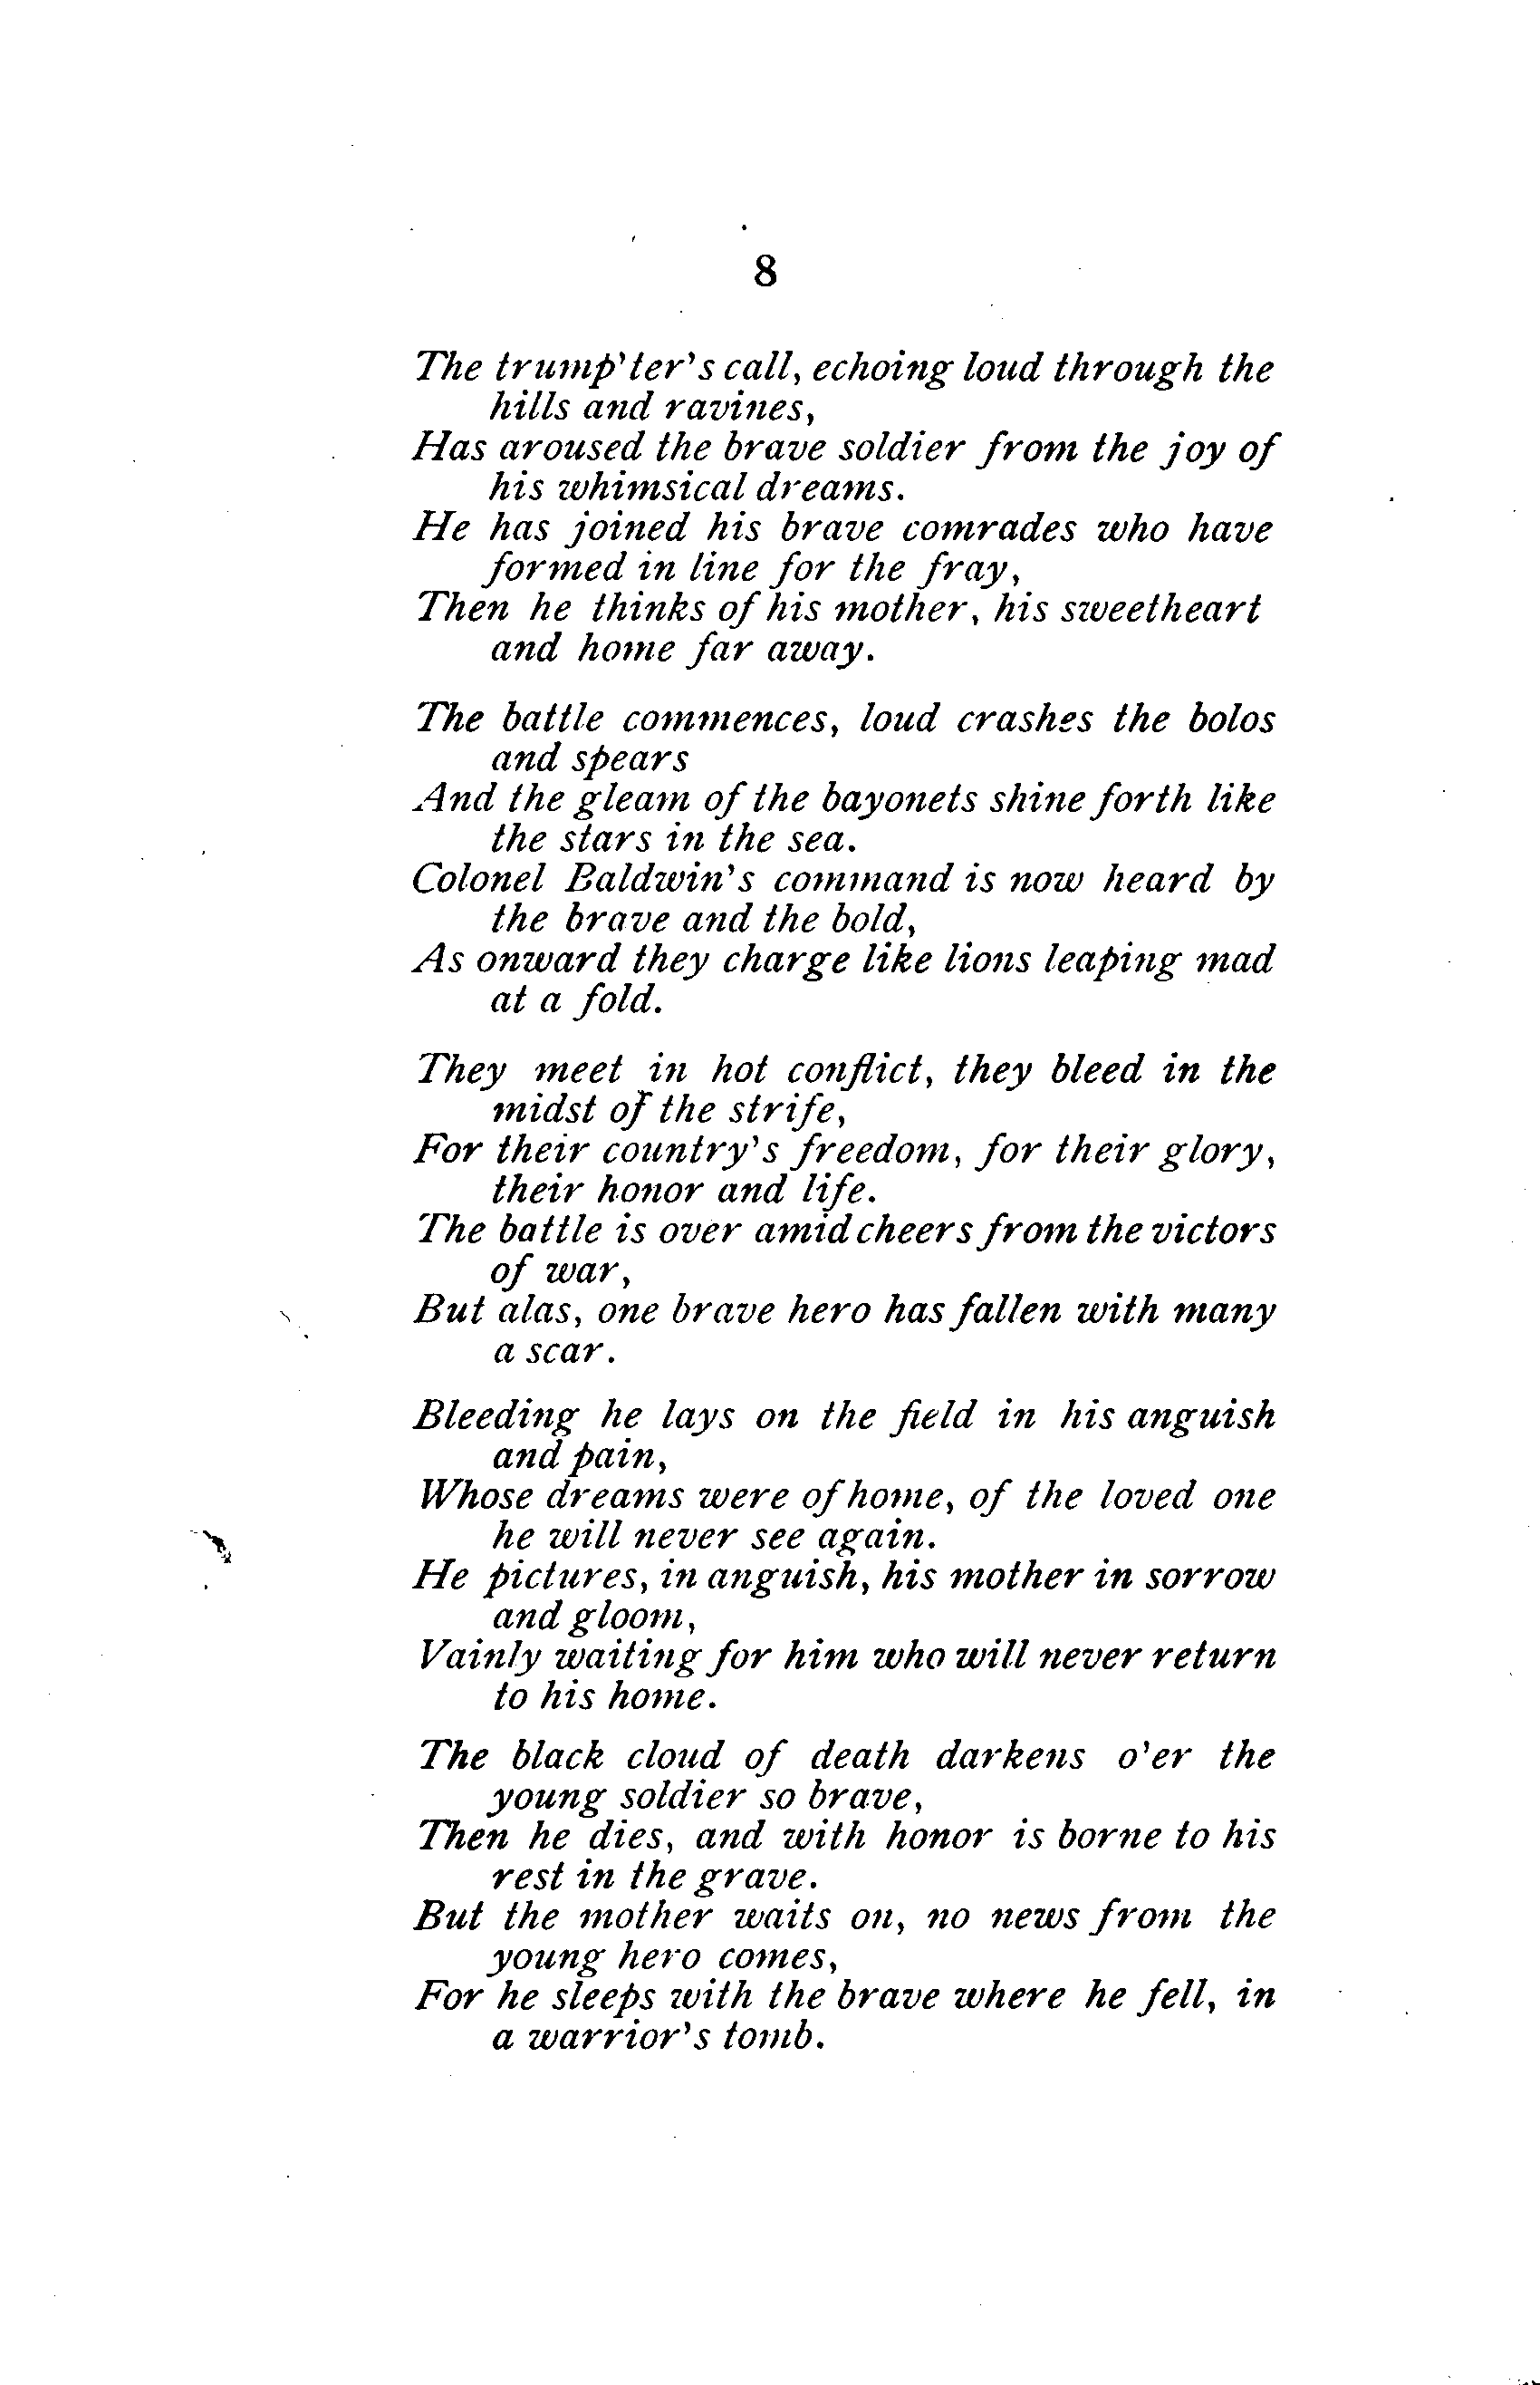 8
The trump'ter's call, echoing loud through the
hills and ravines,
Has aroused the brave soldier from the joy of
his whimsical dreams.
He has joined his brave comrades who have
formed in line for the fray,
Then he thinks of his mother, his sweetheart
and home far away.
The battle commences, loud crashes the bolos
and spears
And the gleam of the bayonets shine forth like
the stars in the sea.
Colonel Baldwin's command is now heard by
the brave and the bold,
As onward they charge like lions leaping mad
at a fold.
They meet in hot conflict, they bleed in the
midst of the strife,
For their country's freedom, for their glory,
their honor and life.
The battle is over amid cheers from the victors
of war,
But alas, one brave hero has fallen with many
a scar.
Bleeding he lays on the field in his anguish
and pain,
Whose dreams were of home, of the loved one
he will never see again.
He pictures, in anguish, his mother in sorrow
and gloom,
Vainly waiting for him who will never return
to his home.
The black cloud of death darkens o'er the
young soldier so brave,
Then he dies, and with honor is borne to his
rest in the grave.
But the mother waits on, no news from the
young hero comes,
For he sleeps with the brave where he fell, in
a warrior's tomb.